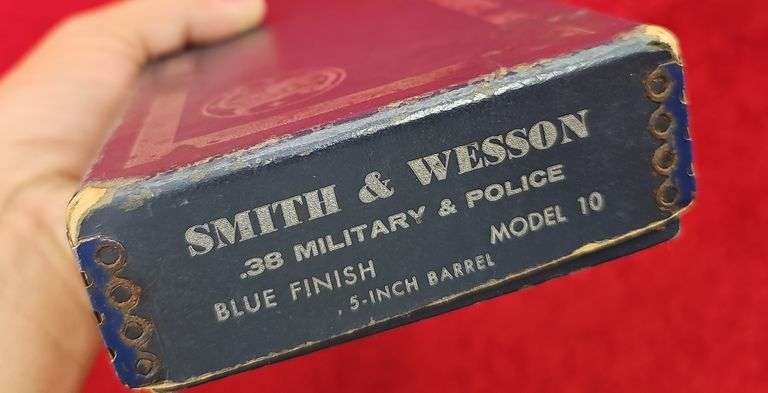 SMITH & WESSON
.38 MILITARY & POLICE
MODEL 10
BLUE FINISH
5-INCH BARREL